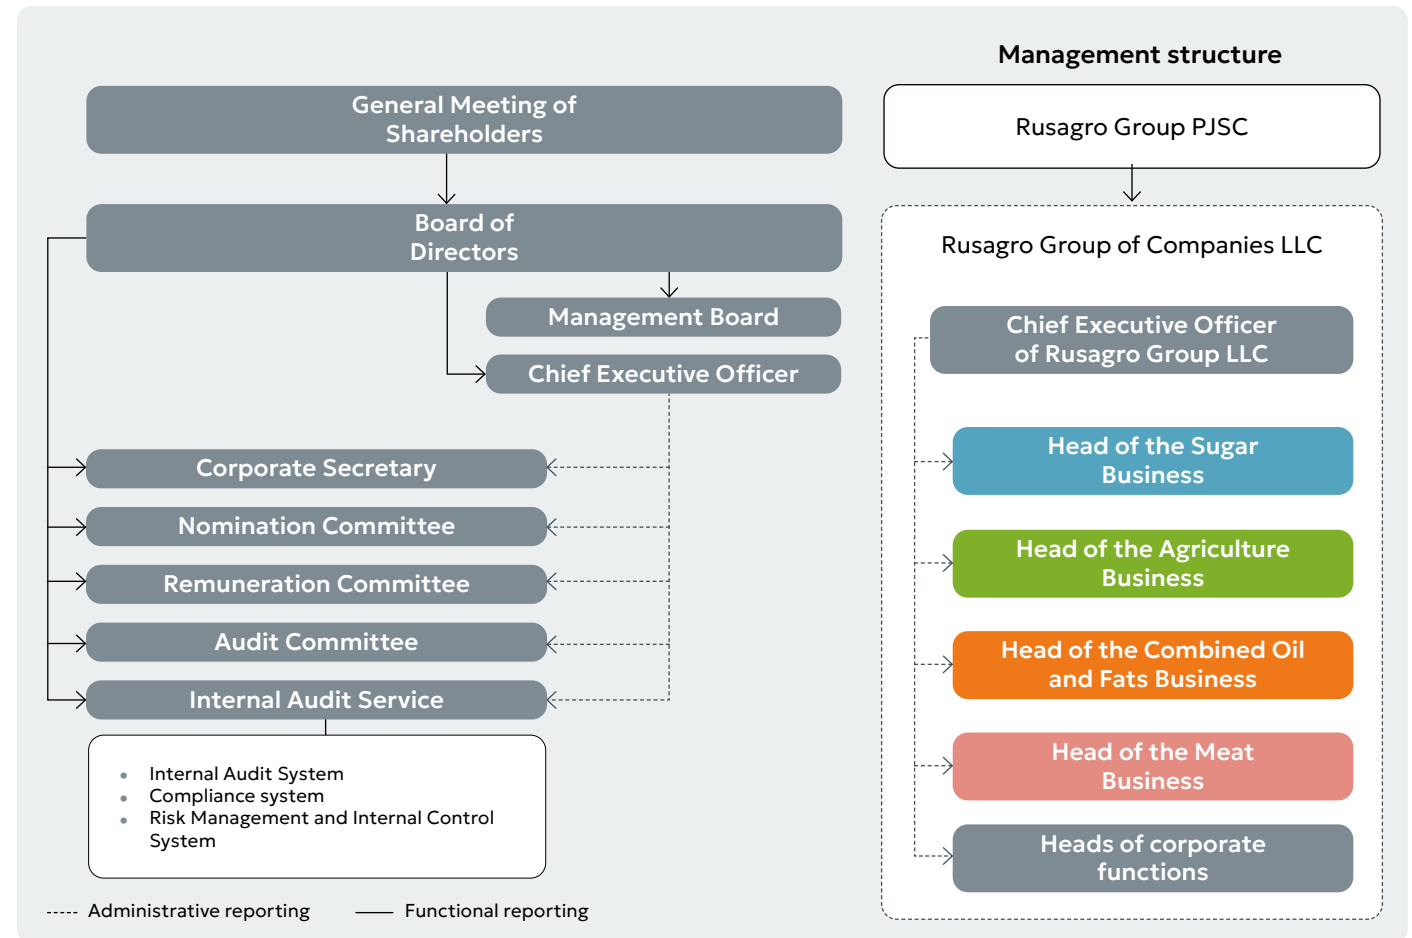 General Meeting of
Shareholders
Board of
Directors
Management Board
Chief Executive Officer
Corporate Secretary
Nomination Committee
Remuneration Committee
Audit Committee
Internal Audit Service
Internal Audit System
Compliance system
Risk Management and Internal Control
System
Administrative reporting
Functional reporting
Management structure
Rusagro Group PJSC
Rusagro Group of Companies LLC
Chief Executive Officer
of Rusagro Group LLC
Head of the Sugar
Business
Head of the Agriculture
Business
Head of the Combined Oil
and Fats Business
Head of the Meat
Business
Heads of corporate
functions